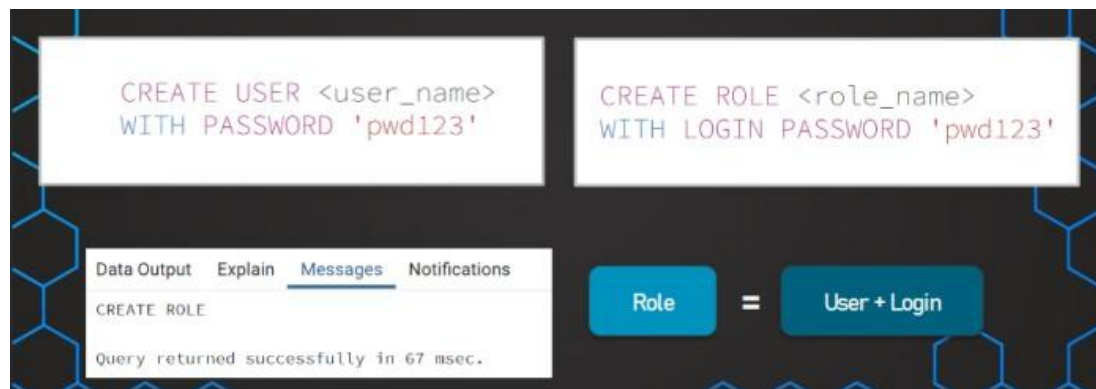 CREATE USER <user_name>
WITH PASSWORD 'pwd123'
CREATE ROLE <role_name>
WITH LOGIN PASSWORD 'pwd123'
Data Output Explain Messages Notifications
CREATE ROLE
Query returned successfully in 67 msec.
Role = User + Login